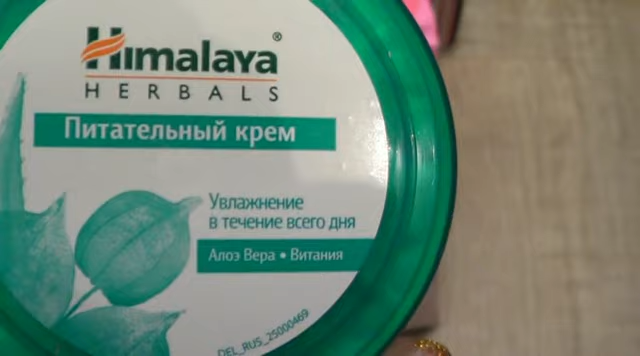 Himalaya®
HERBALS
Питательный крем
Увлажнение
в течение всего дня
Алоэ Вера • Витания
DEL_RUS_25000469